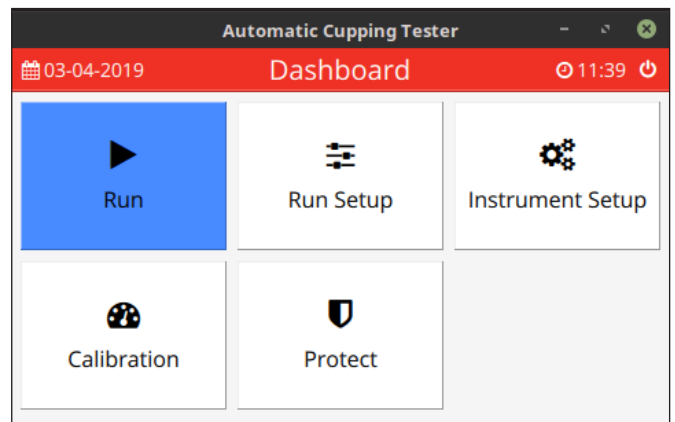 Automatic Cupping Tester
03-04-2019 Dashboard 11:39
Run Run Setup Instrument Setup
Calibration Protect